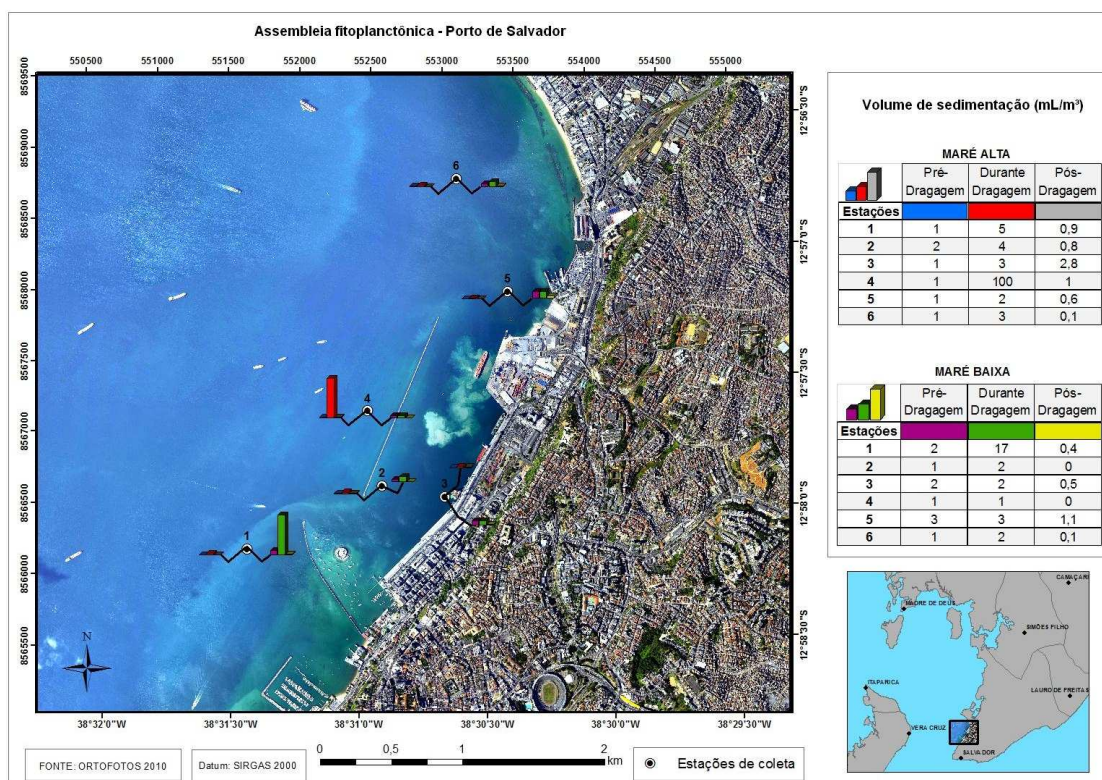 Assembleia fitoplanctônica - Porto de Salvador
550500 551000 551500 552000 552500 553000 553500 554000 554500 555000
8569500
8569000
8568500
8568000
8567500
8567000
8566500
8566000
8565500
12°56'30"S
12°57'0"S
12°57'30"S
12°58'0"S
12°58'30"S
6
5
4
2
3
1
N
38°32'0"W 38°31'30"W 38°31'0"W 38°30'30"W 38°30'0"W 38°29'30"W
FONTE: ORTOFOTOS 2010
Datum: SIRGAS 2000
0 0,5 1 2
km
Estações de coleta
Volume de sedimentação (mL/m³)
MARÉ ALTA
Pré- Durante Pós-
Dragagem Dragagem Dragagem
Estações
1 1 5 0,9
2 2 4 0,8
3 1 3 2,8
4 1 100 1
5 1 2 0,6
6 1 3 0,1
MARÉ BAIXA
Pré- Durante Pós-
Dragagem Dragagem Dragagem
Estações
1 2 17 0,4
2 1 2 0
3 2 2 0,5
4 1 1 0
5 3 3 1,1
6 1 2 0,1
CAMAÇARI
MADRE DE DEUS
SIMÕES FILHO
ITAPARICA
LAURO DE FREITAS
VERA CRUZ
SALVADOR